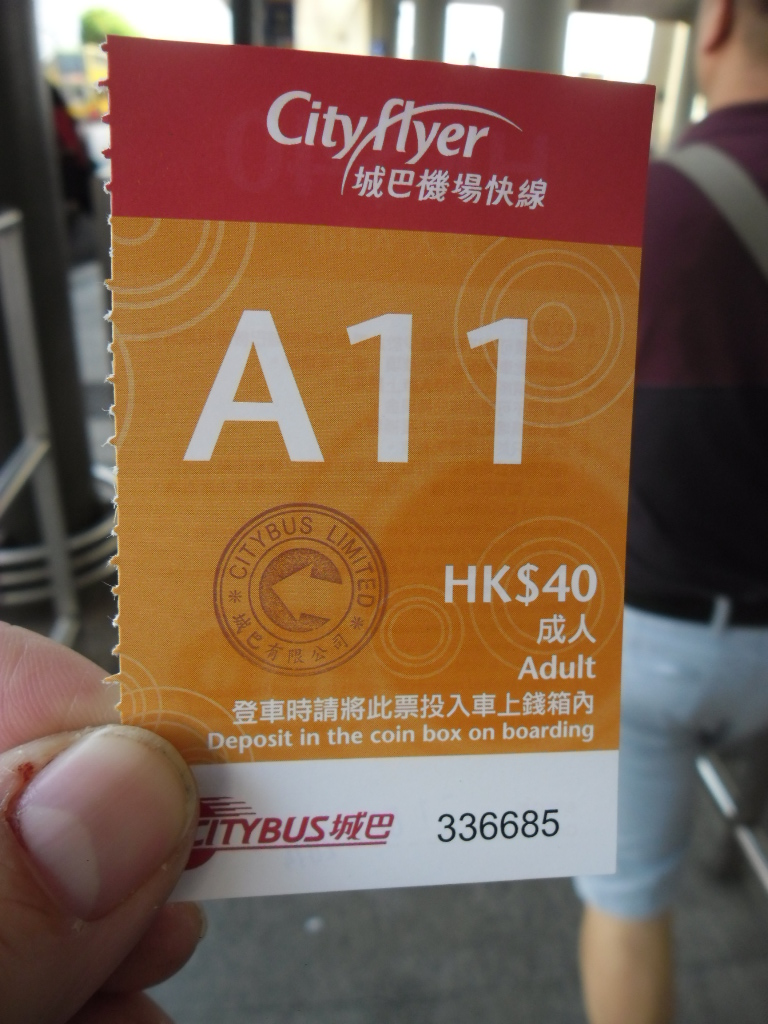 Cityflyer
城巴機場快線
A11
CITYBUS LIMITED
城巴有限公司
HK$40
成人
Adult
登車時請將此票投入車上錢箱內
Deposit in the coin box on boarding
CITYBUS城巴
336685